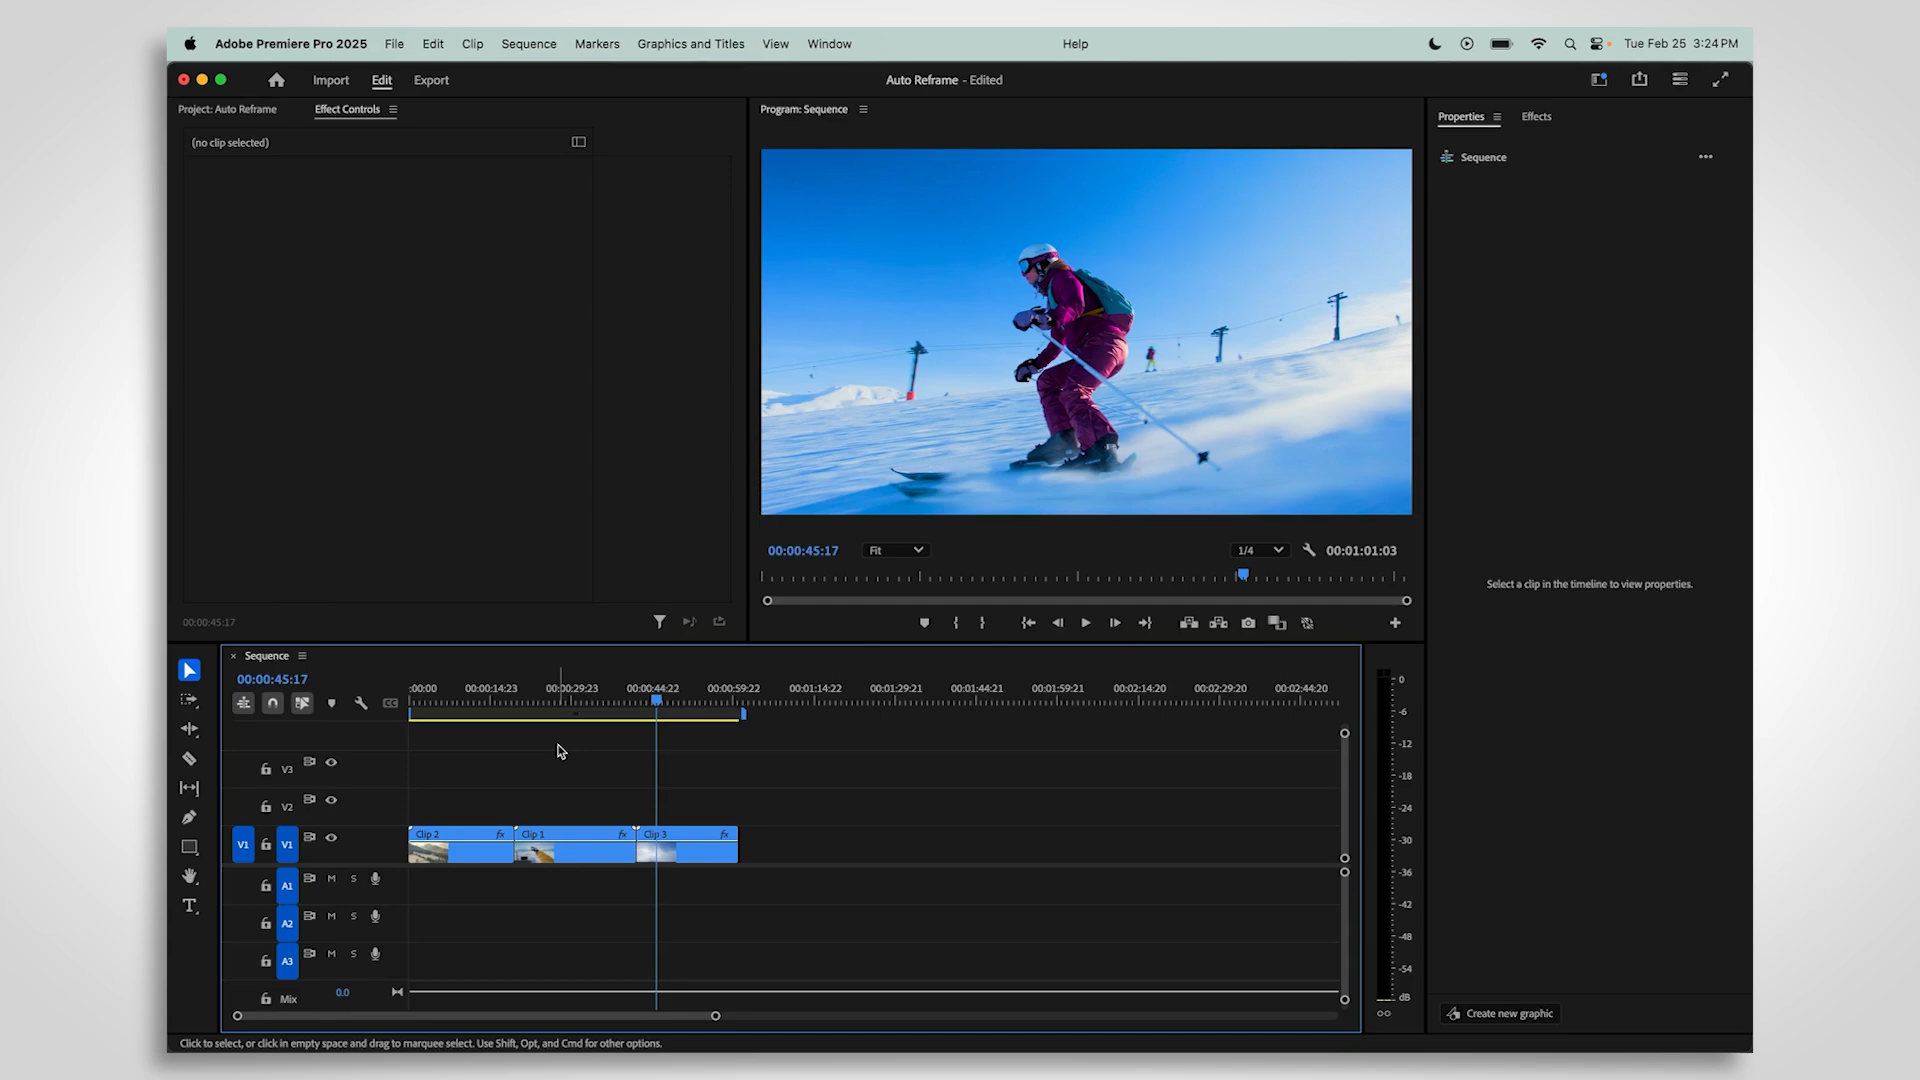 Adobe Premiere Pro 2025 File Edit Clip Sequence Markers Graphics and Titles View Window Help Tue Feb 25 3:24PM
Import Edit Export Auto Reframe - Edited
Project: Auto Reframe Effect Controls Program: Sequence Properties Effects
(no clip selected)
Sequence
00:00:45:17 Fit 1/4 00:01:01:03
Select a clip in the timeline to view properties.
00:00:45:17
Sequence
00:00:45:17
:00:00 00:00:14:23 00:00:29:23 00:00:44:22 00:00:59:22 00:01:14:22 00:01:29:21 00:01:44:21 00:01:59:21 00:02:14:20 00:02:29:20 00:02:44:20
CC
V3
V2
V1 V1 Clip 2 fx Clip 1 fx Clip 3 fx
A1 M S
A2 M S
A3 M S
Mix 0.0
0
-6
-12
-18
-24
-30
-36
-42
-48
-54
dB
Create new graphic
Click to select, or click in empty space and drag to marquee select. Use Shift, Opt, and Cmd for other options.